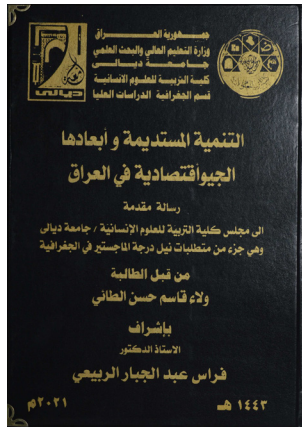 جمهورية العراق
وزارة التعليم العالي والبحث العلمي
جامعة ديالى
كلية التربية للعلوم الانسانية
قسم الجغرافية الدراسات العليا
ديالى
التنمية المستديمة و أبعادها
الجيوأقتصادية في العراق
رسالة مقدمة
الى مجلس كلية التربية للعلوم الإنسانية / جامعة ديالى
وهي جزء من متطلبات نيل درجة الماجستير في الجغرافية
من قبل الطالبة
ولاء قاسم حسن الطائي
بإشراف
الاستاذ الدكتور
فراس عبد الجبار الربيعي
١٤٤٣ هـ
٢٠٢١م